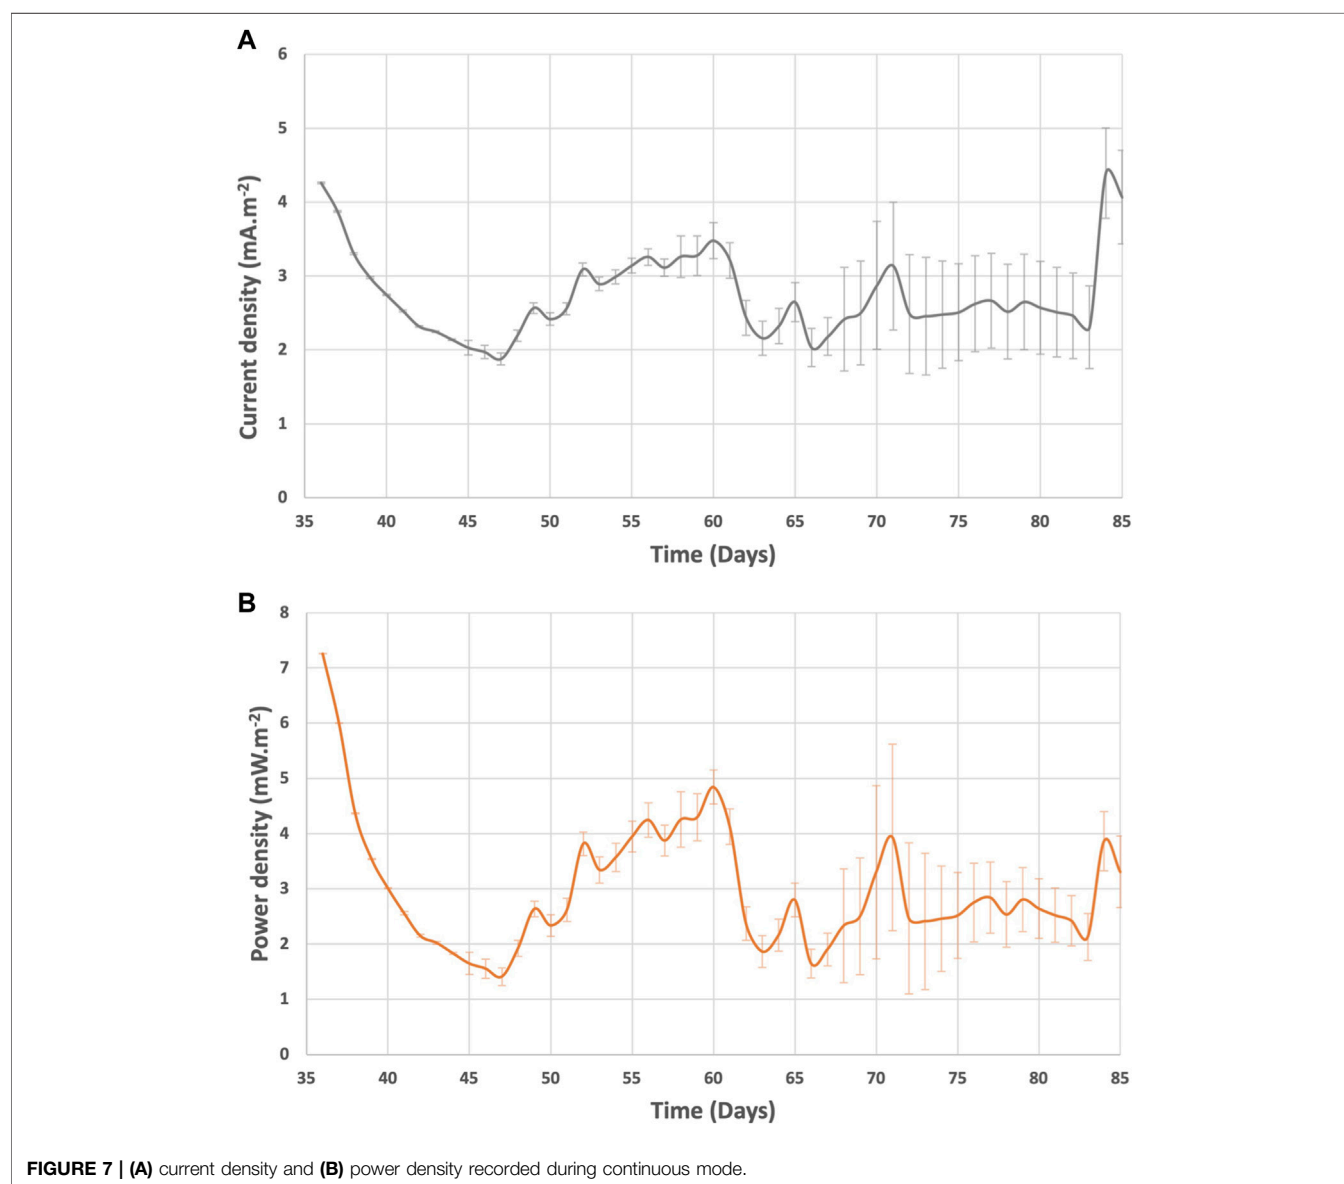 A
6
5
4
3
2
1
0
Current density (mA.m-2)
35 40 45 50 55 60 65 70 75 80 85
Time (Days)
B
8
7
6
5
4
3
2
1
0
Power density (mW.m-2)
35 40 45 50 55 60 65 70 75 80 85
Time (Days)
FIGURE 7 | (A) current density and (B) power density recorded during continuous mode.